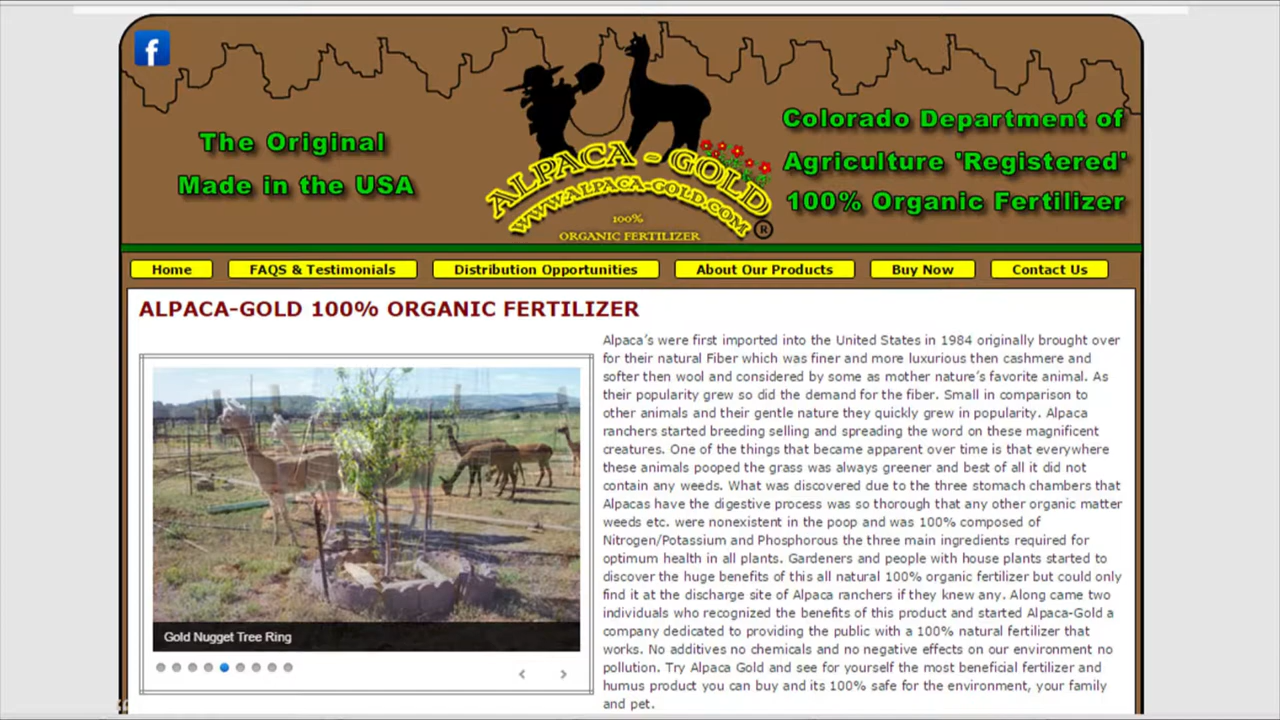 f
The Original
Made in the USA
ALPACA - GOLD
WWW.ALPACA-GOLD.COM
100%
ORGANIC FERTILIZER
®
Colorado Department of
Agriculture 'Registered'
100% Organic Fertilizer
Home
FAQS & Testimonials
Distribution Opportunities
About Our Products
Buy Now
Contact Us
ALPACA-GOLD 100% ORGANIC FERTILIZER
Alpaca's were first imported into the United States in 1984 originally brought over
for their natural Fiber which was finer and more luxurious then cashmere and
softer then wool and considered by some as mother nature's favorite animal. As
their popularity grew so did the demand for the fiber. Small in comparison to
other animals and their gentle nature they quickly grew in popularity. Alpaca
ranchers started breeding selling and spreading the word on these magnificent
creatures. One of the things that became apparent over time is that everywhere
these animals pooped the grass was always greener and best of all it did not
contain any weeds. What was discovered due to the three stomach chambers that
Alpacas have the digestive process was so thorough that any other organic matter
weeds etc. were nonexistent in the poop and was 100% composed of
Nitrogen/Potassium and Phosphorous the three main ingredients required for
optimum health in all plants. Gardeners and people with house plants started to
discover the huge benefits of this all natural 100% organic fertilizer but could only
find it at the discharge site of Alpaca ranchers if they knew any. Along came two
individuals who recognized the benefits of this product and started Alpaca-Gold a
company dedicated to providing the public with a 100% natural fertilizer that
works. No additives no chemicals and no negative effects on our environment no
pollution. Try Alpaca Gold and see for yourself the most beneficial fertilizer and
humus product you can buy and its 100% safe for the environment, your family
and pet.
Gold Nugget Tree Ring